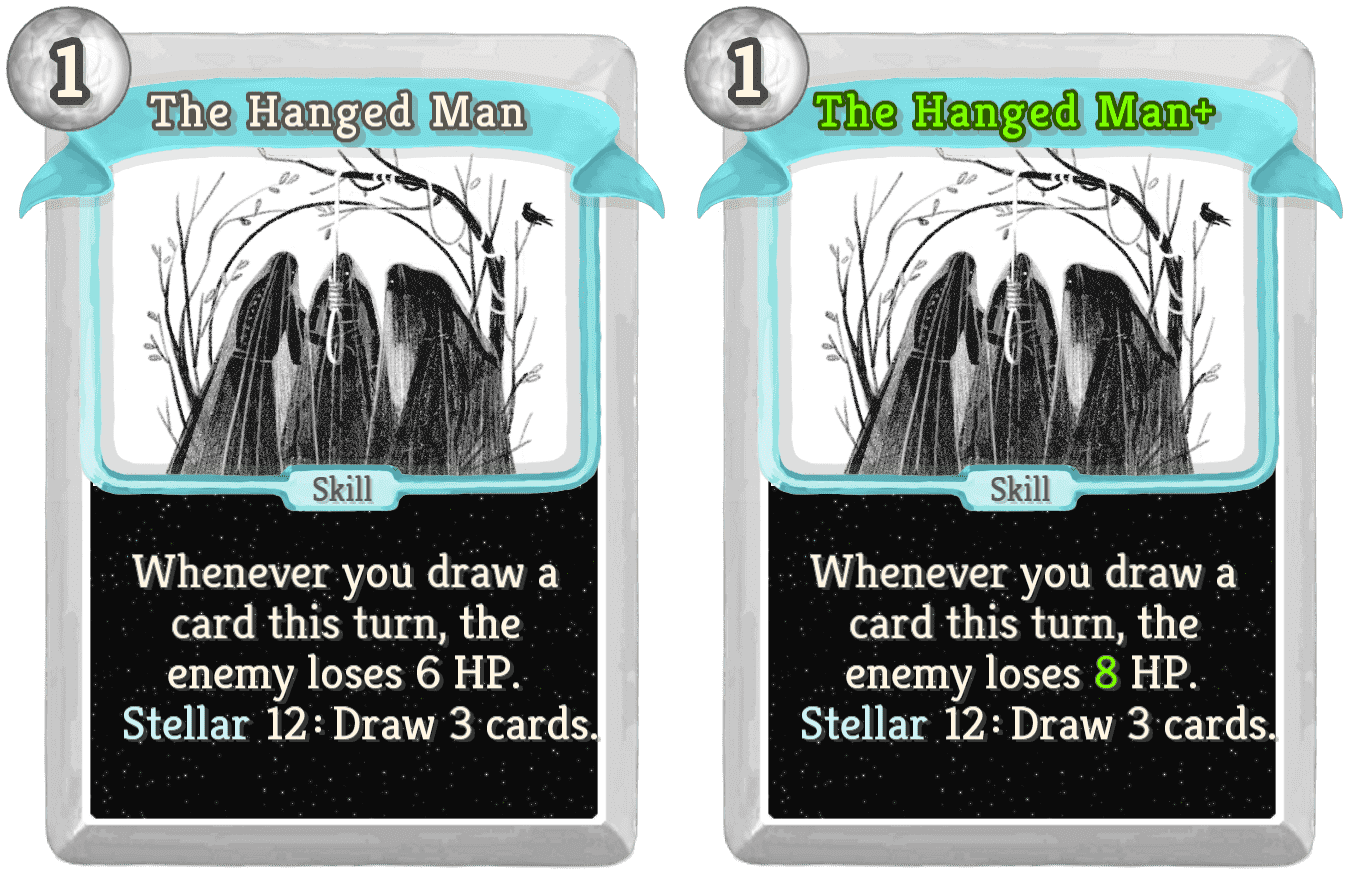 1
The Hanged Man
Skill
Whenever you draw a
card this turn, the
enemy loses 6 HP.
Stellar 12: Draw 3 cards.
1
The Hanged Man+
Skill
Whenever you draw a
card this turn, the
enemy loses 8 HP.
Stellar 12: Draw 3 cards.